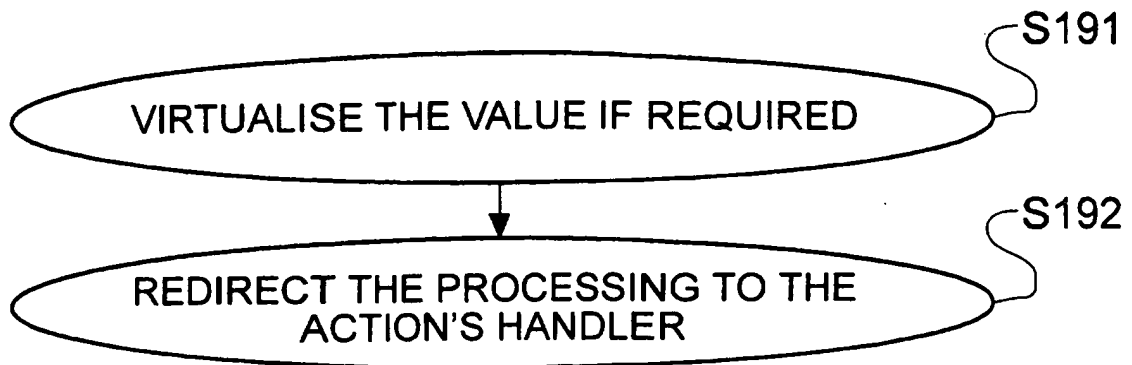 S191
VIRTUALISE THE VALUE IF REQUIRED
S192
REDIRECT THE PROCESSING TO THE
ACTION'S HANDLER